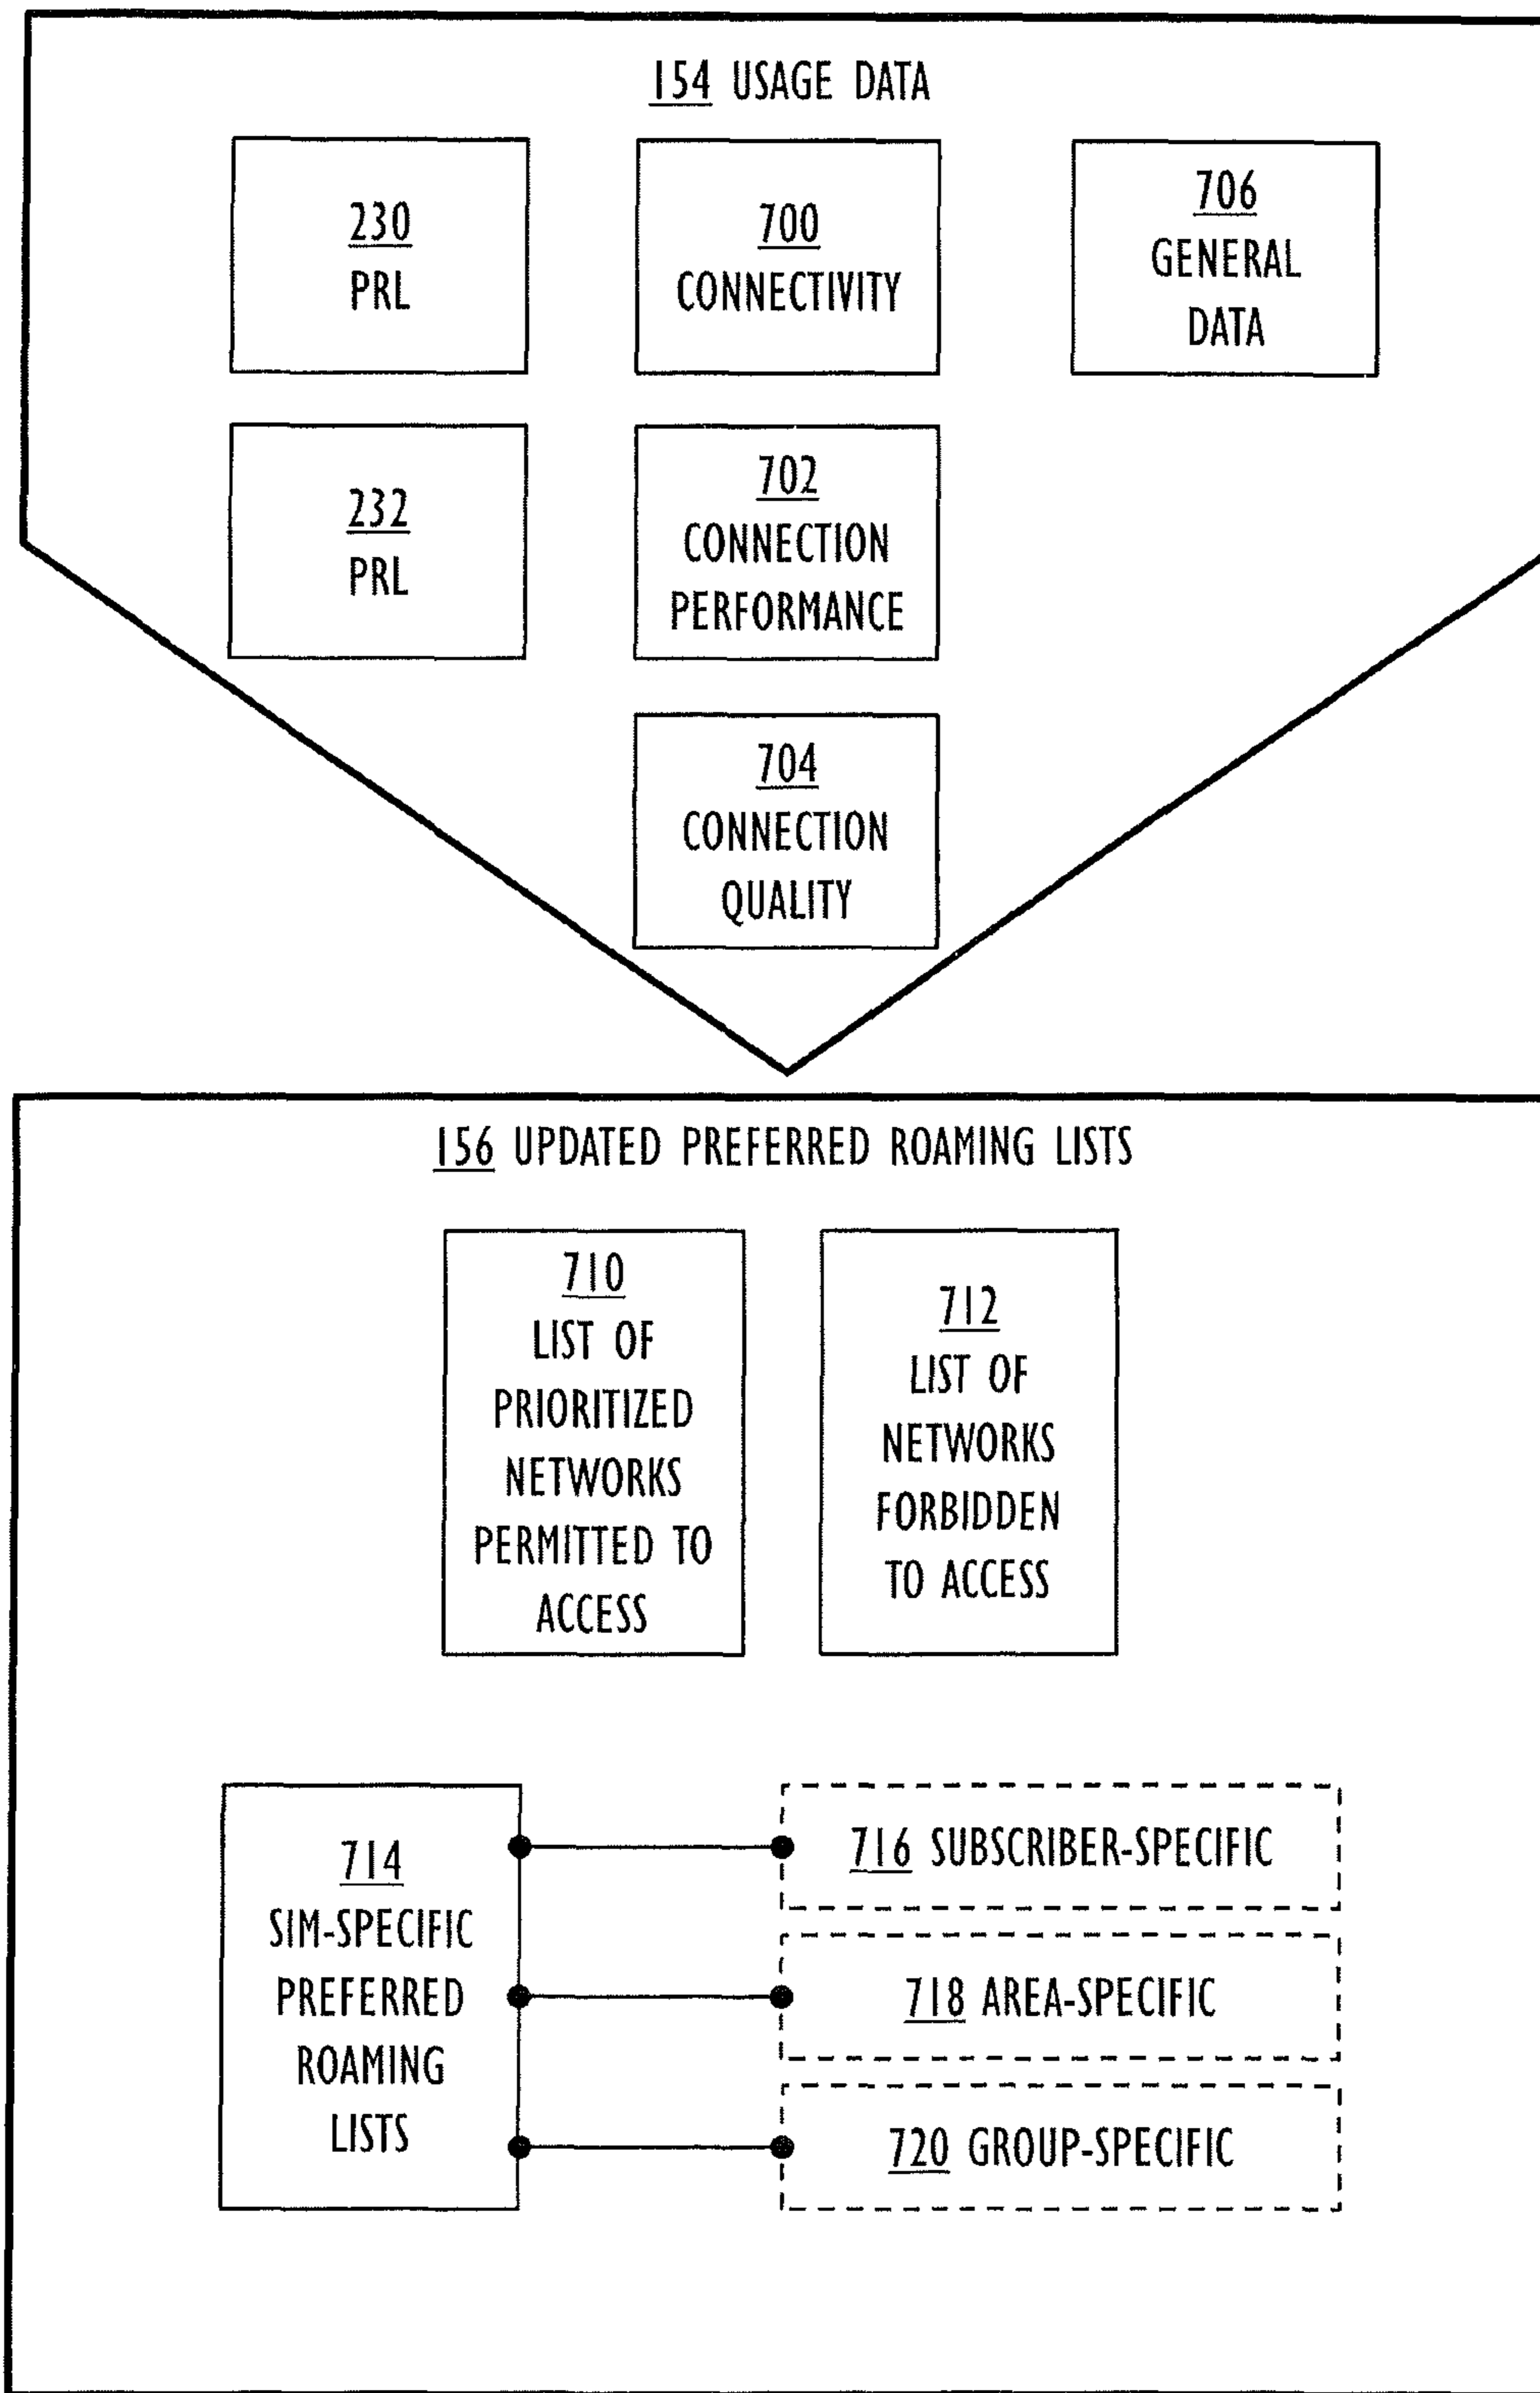 154 USAGE DATA
230
PRL
700
CONNECTIVITY
706
GENERAL
DATA
232
PRL
702
CONNECTION
PERFORMANCE
704
CONNECTION
QUALITY
156 UPDATED PREFERRED ROAMING LISTS
710
LIST OF
PRIORITIZED
NETWORKS
PERMITTED TO
ACCESS
712
LIST OF
NETWORKS
FORBIDDEN
TO ACCESS
714
SIM-SPECIFIC
PREFERRED
ROAMING
LISTS
716 SUBSCRIBER-SPECIFIC
718 AREA-SPECIFIC
720 GROUP-SPECIFIC